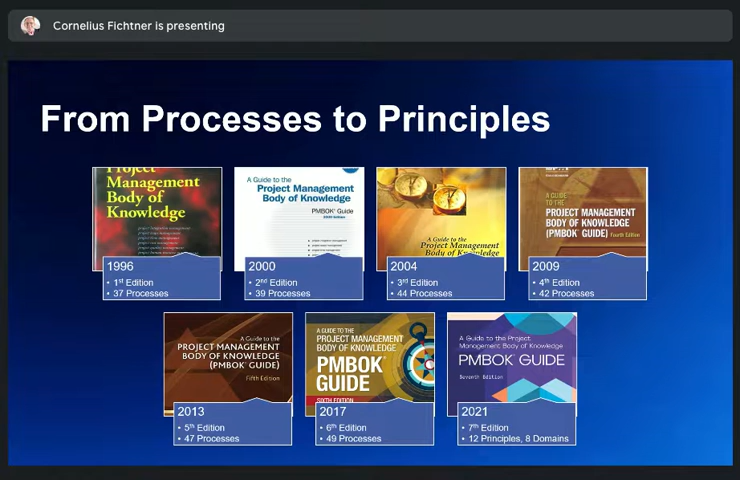 Cornelius Fichtner is presenting
From Processes to Principles
Project
Management
Body of
Knowledge
1996
• 1st Edition
• 37 Processes
A Guide to the
Project Management
Body of Knowledge
PMBOK® Guide
2000
• 2nd Edition
• 39 Processes
A Guide to the
Project Management
Body of Knowledge
2004
• 3rd Edition
• 44 Processes
A GUIDE
TO THE
PROJECT MANAGEMENT
BODY OF KNOWLEDGE
(PMBOK® GUIDE) Fourth Edition
2009
• 4th Edition
• 42 Processes
A Guide to the
PROJECT MANAGEMENT
BODY OF KNOWLEDGE
(PMBOK® GUIDE)
Fifth Edition
2013
• 5th Edition
• 47 Processes
A GUIDE TO THE
PROJECT MANAGEMENT
BODY OF KNOWLEDGE
PMBOK®
GUIDE
SIXTH EDITION
2017
• 6th Edition
• 49 Processes
A Guide to the Project
Management Body of Knowledge
PMBOK® GUIDE
Seventh Edition
2021
• 7th Edition
• 12 Principles, 8 Domains